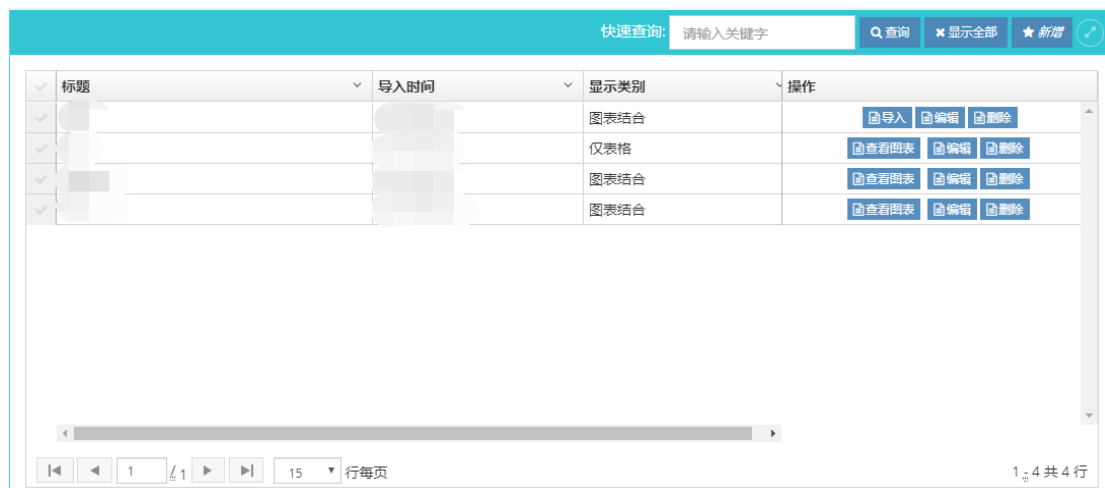 快速查询: 请输入关键字 查询 显示全部 新增
标题 导入时间 显示类别 操作
图表结合 导入 编辑 删除
仅表格 查看图表 编辑 删除
图表结合 查看图表 编辑 删除
图表结合 查看图表 编辑 删除
1 / 1 15 行每页 1 - 4 共 4 行